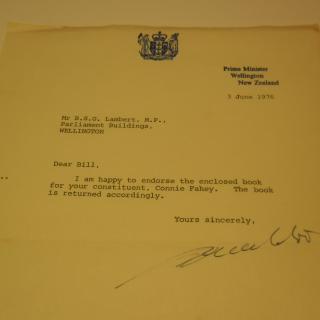 Prime Minister
Wellington
New Zealand
3 June 1976
Mr B.S.G. Lambert, M.P.,
Parliament Buildings,
WELLINGTON
Dear Bill,
I am happy to endorse the enclosed book
for your constituent, Connie Fahey. The book
is returned accordingly.
Yours sincerely,